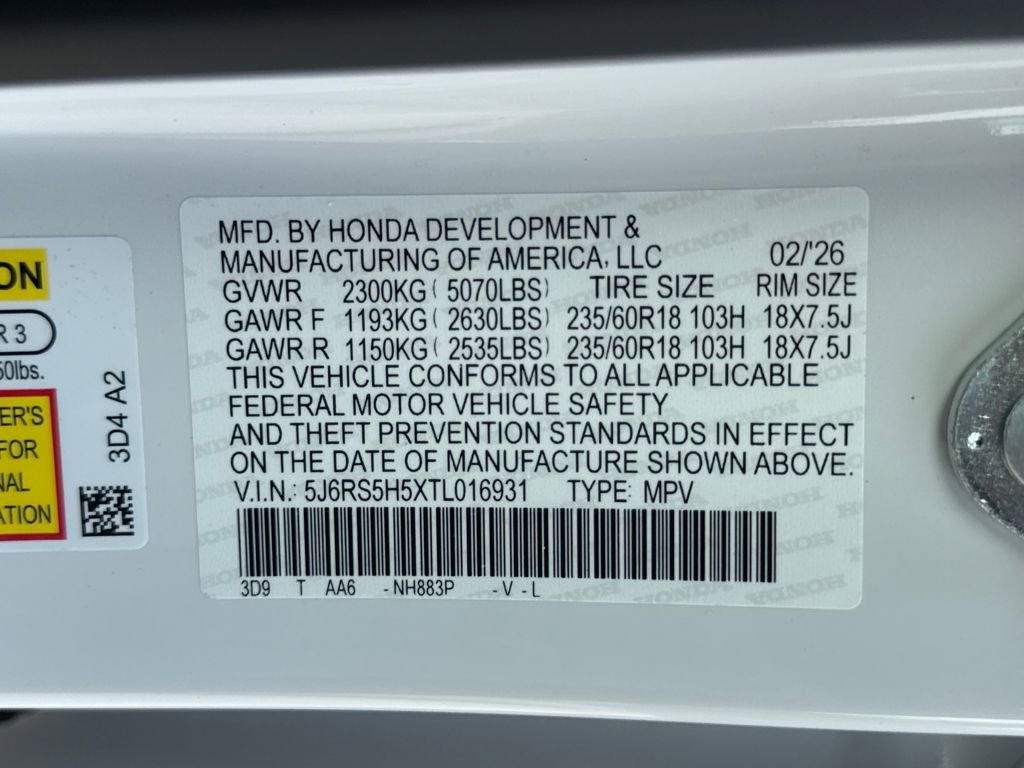 MFD. BY HONDA DEVELOPMENT &
MANUFACTURING OF AMERICA, LLC 02/'26
GVWR 2300KG ( 5070LBS) TIRE SIZE RIM SIZE
GAWR F 1193KG ( 2630LBS) 235/60R18 103H 18X7.5J
GAWR R 1150KG ( 2535LBS) 235/60R18 103H 18X7.5J
THIS VEHICLE CONFORMS TO ALL APPLICABLE
FEDERAL MOTOR VEHICLE SAFETY
AND THEFT PREVENTION STANDARDS IN EFFECT
ON THE DATE OF MANUFACTURE SHOWN ABOVE.
V.I.N.: 5J6RS5H5XTL016931 TYPE: MPV
3D9 T AA6 -NH883P -V -L
ON
R 3
50lbs.
ER'S
FOR
NAL
ATION
3D4 A2